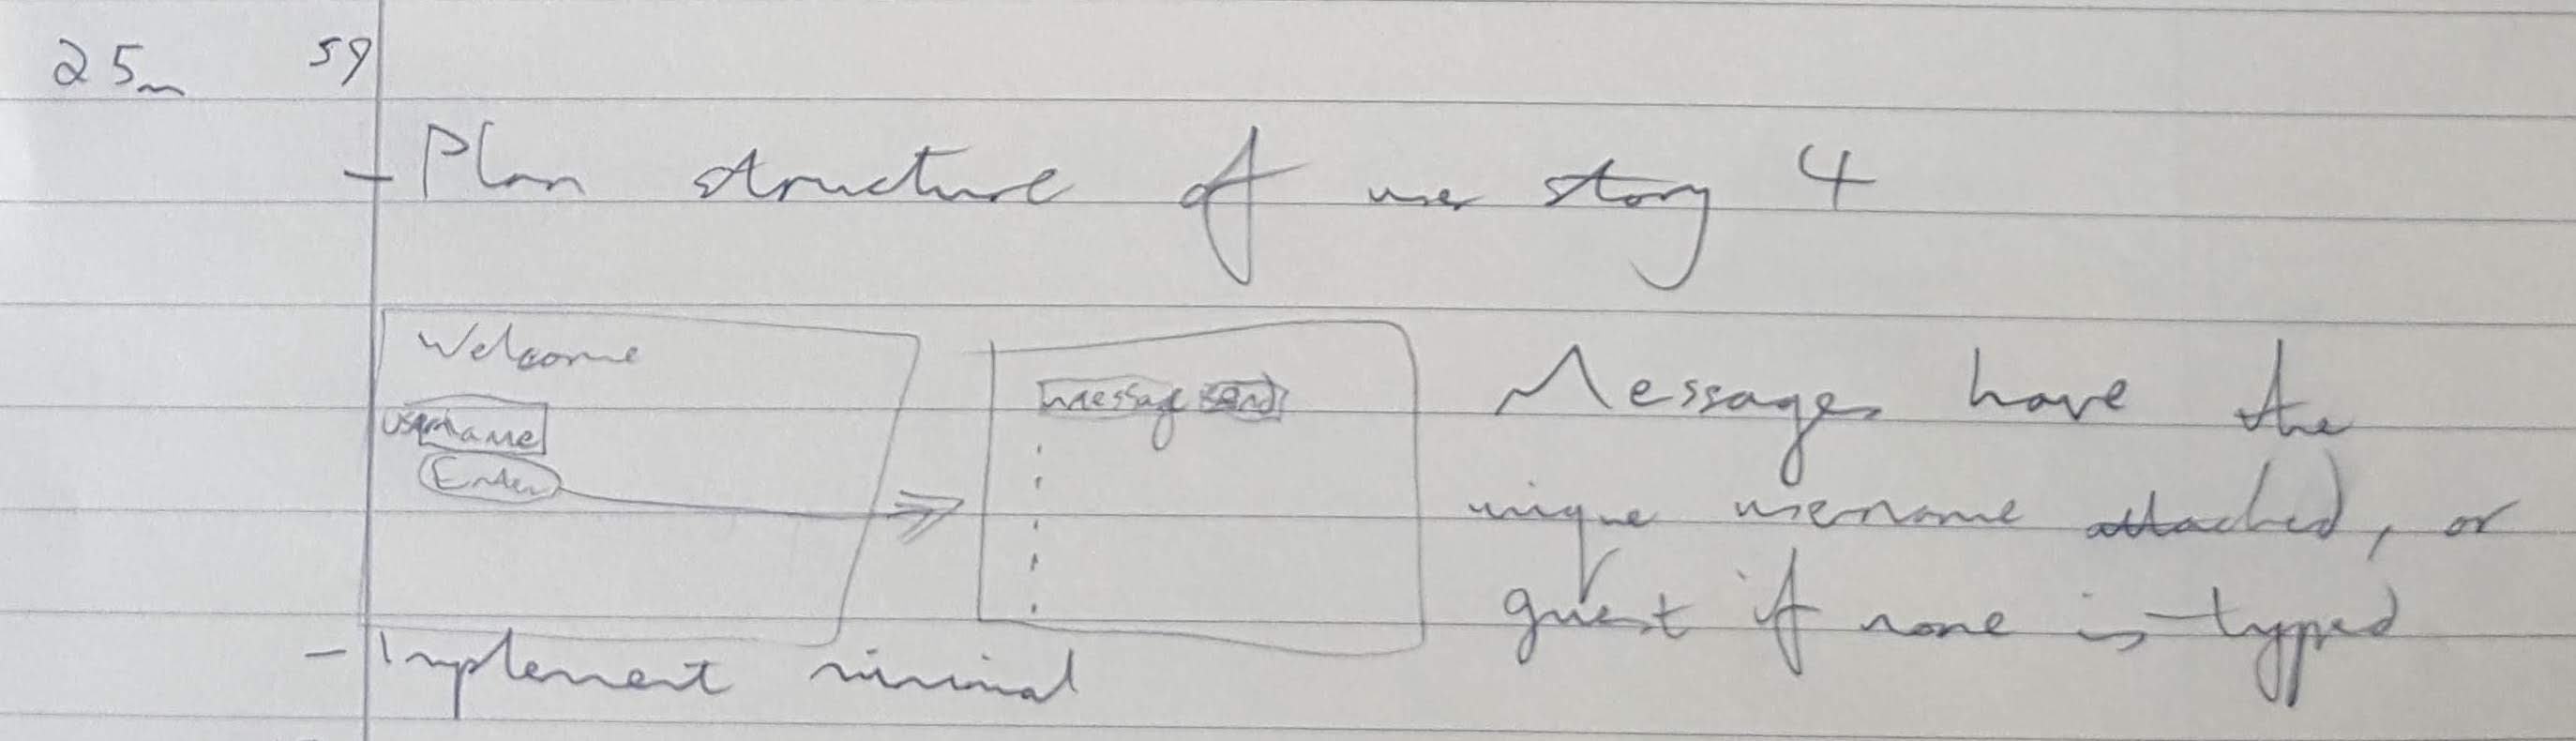 25m 59
- Plan structure of user story 4
Welcome
username
Enter
message send
Messages have the
unique username attached, or
guest if none is typed
- Implement minimal